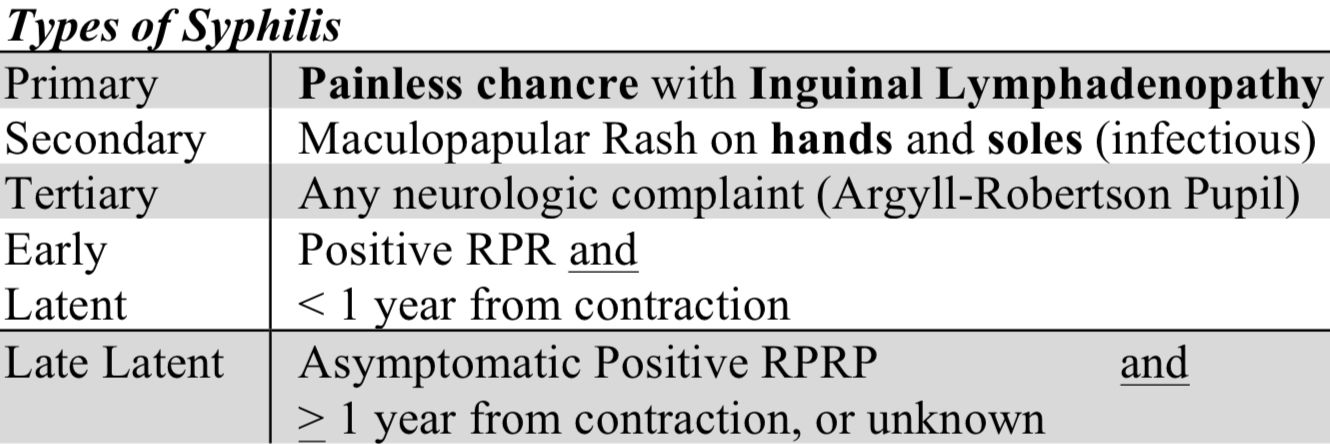 Types of Syphilis
Primary Painless chancre with Inguinal Lymphadenopathy
Secondary Maculopapular Rash on hands and soles (infectious)
Tertiary Any neurologic complaint (Argyll-Robertson Pupil)
Early Positive RPR and
Latent < 1 year from contraction
Late Latent Asymptomatic Positive RPRP and
≥ 1 year from contraction, or unknown